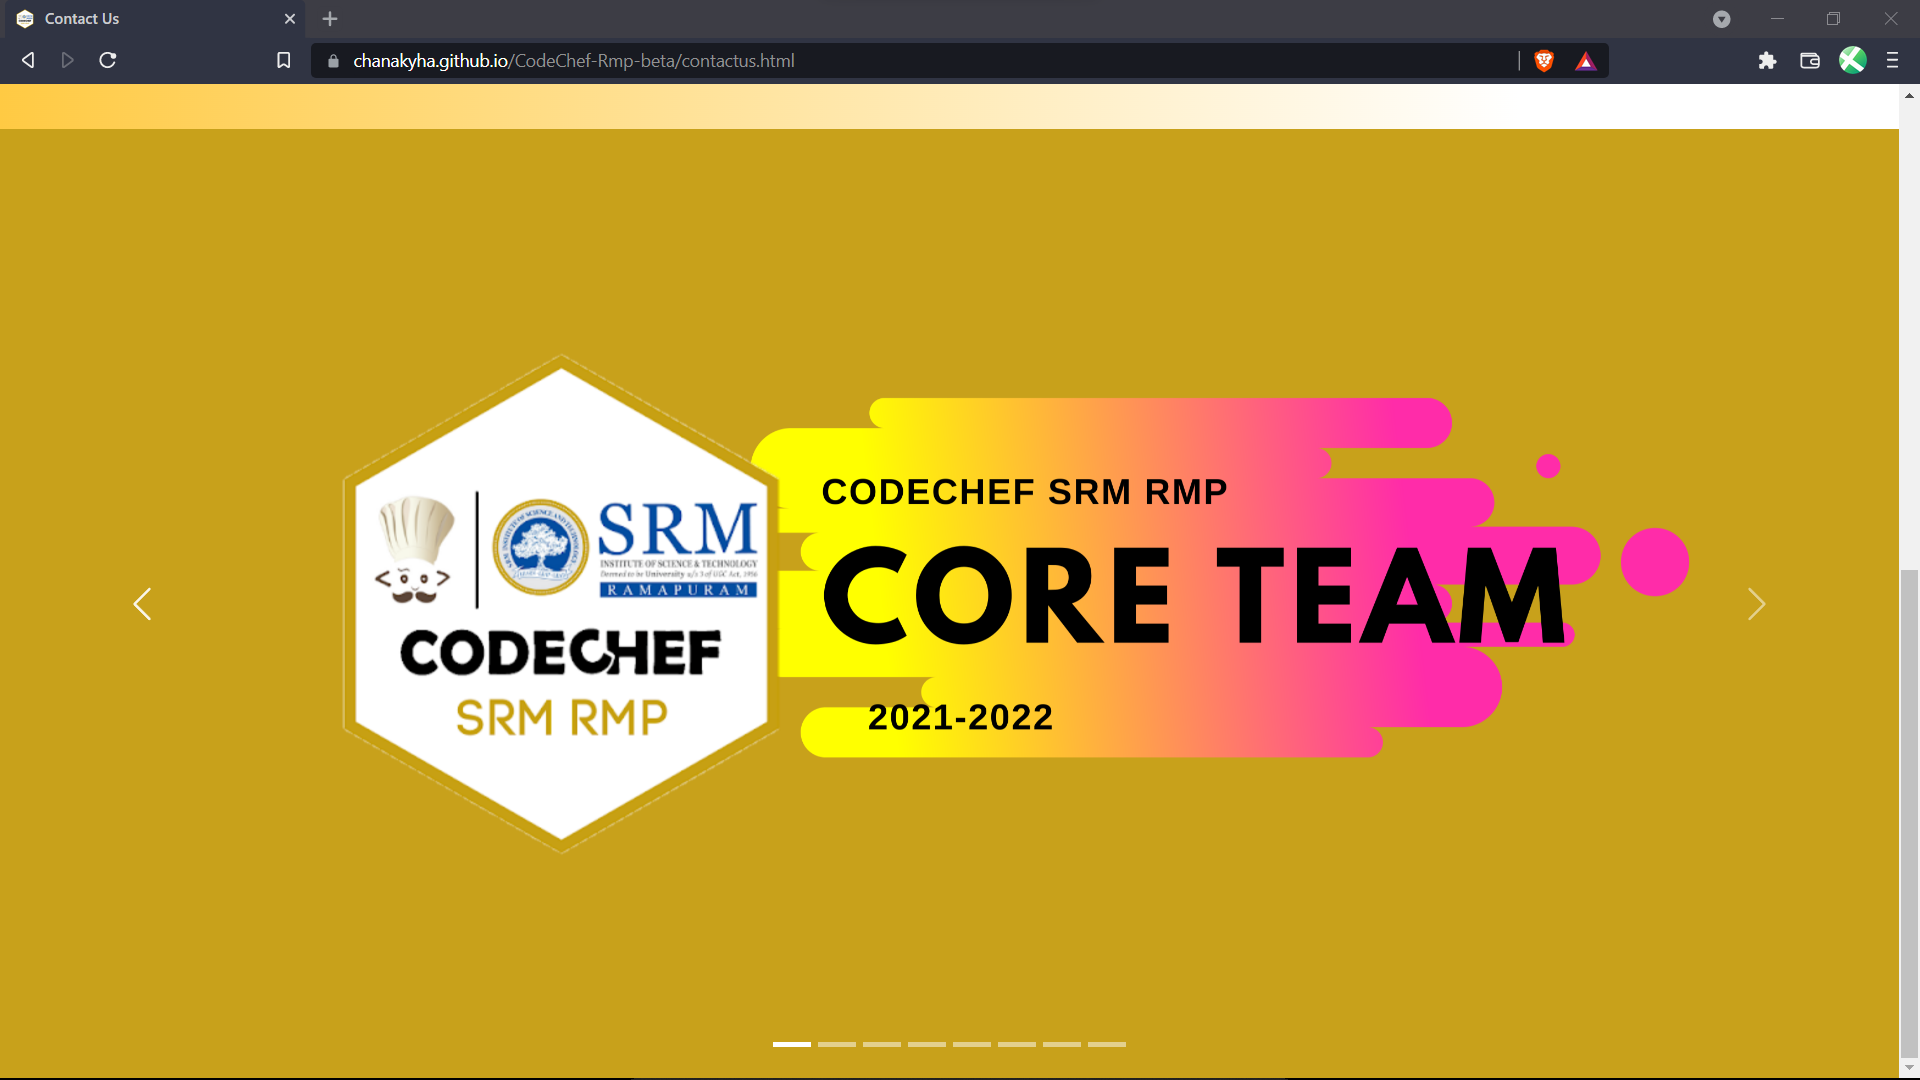 Contact Us
chanakyha.github.io/CodeChef-Rmp-beta/contactus.html
CODECHEF SRM RMP
CORE TEAM
2021-2022
SRM
INSTITUTE OF SCIENCE & TECHNOLOGY
Deemed to be University u/s 3 of UGC Act, 1956
RAMAPURAM
CODECHEF
SRM RMP